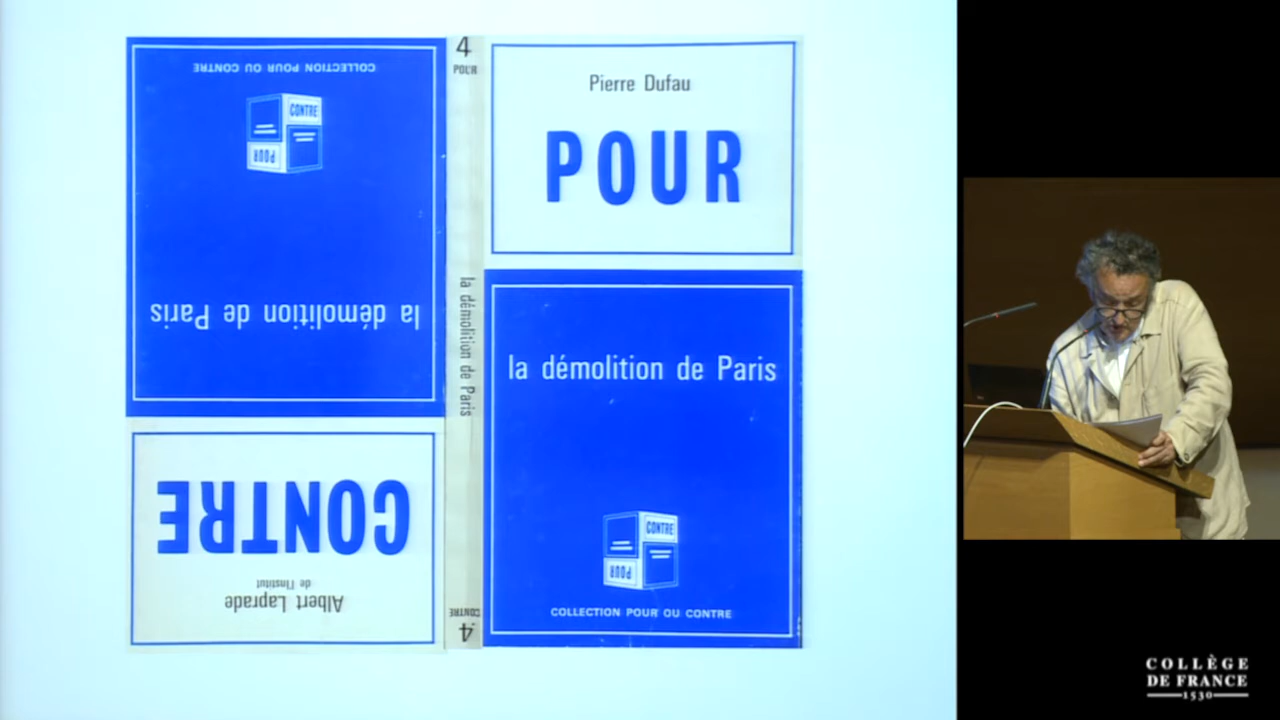 COLLECTION POUR OU CONTRE
CONTRE
POUR
la démolition de Paris
CONTRE
Albert Laprade
de l'Institut
4
POUR
la démolition de Paris
CONTRE
4
Pierre Dufau
POUR
la démolition de Paris
CONTRE
POUR
COLLECTION POUR OU CONTRE
COLLÈGE
DE FRANCE
1530